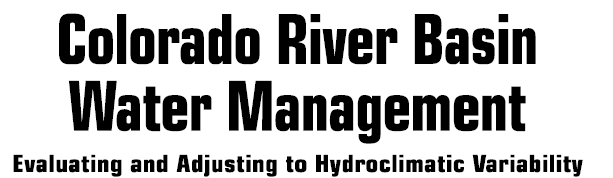 Colorado River Basin
Water Management
Evaluating and Adjusting to Hydroclimatic Variability